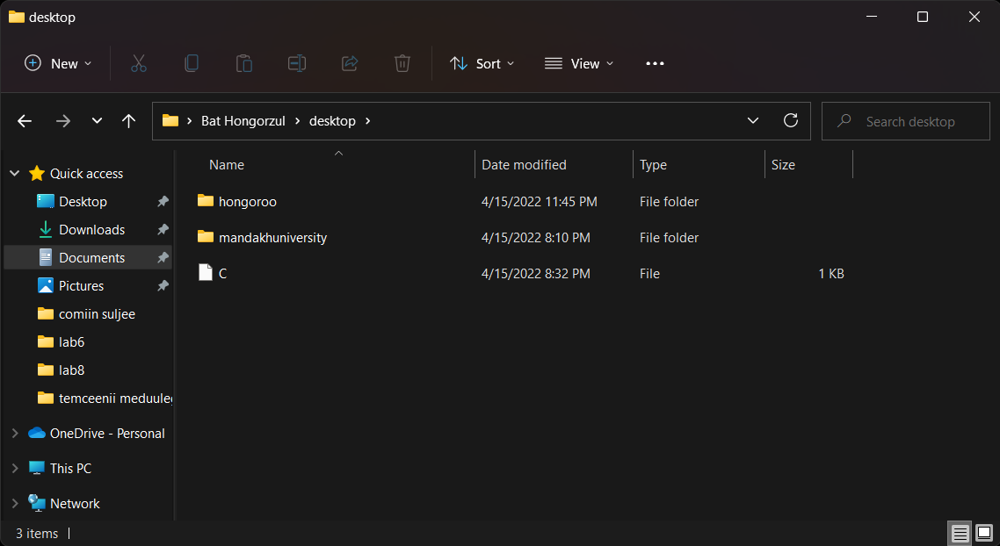 desktop
New
Sort
View
Bat Hongorzul
desktop
Search desktop
Quick access
Desktop
Downloads
Documents
Pictures
comiin suljee
lab6
lab8
temceenii meduule
OneDrive - Personal
This PC
Network
Name Date modified Type Size
hongoroo 4/15/2022 11:45 PM File folder
mandakhuniversity 4/15/2022 8:10 PM File folder
C 4/15/2022 8:32 PM File 1 KB
3 items